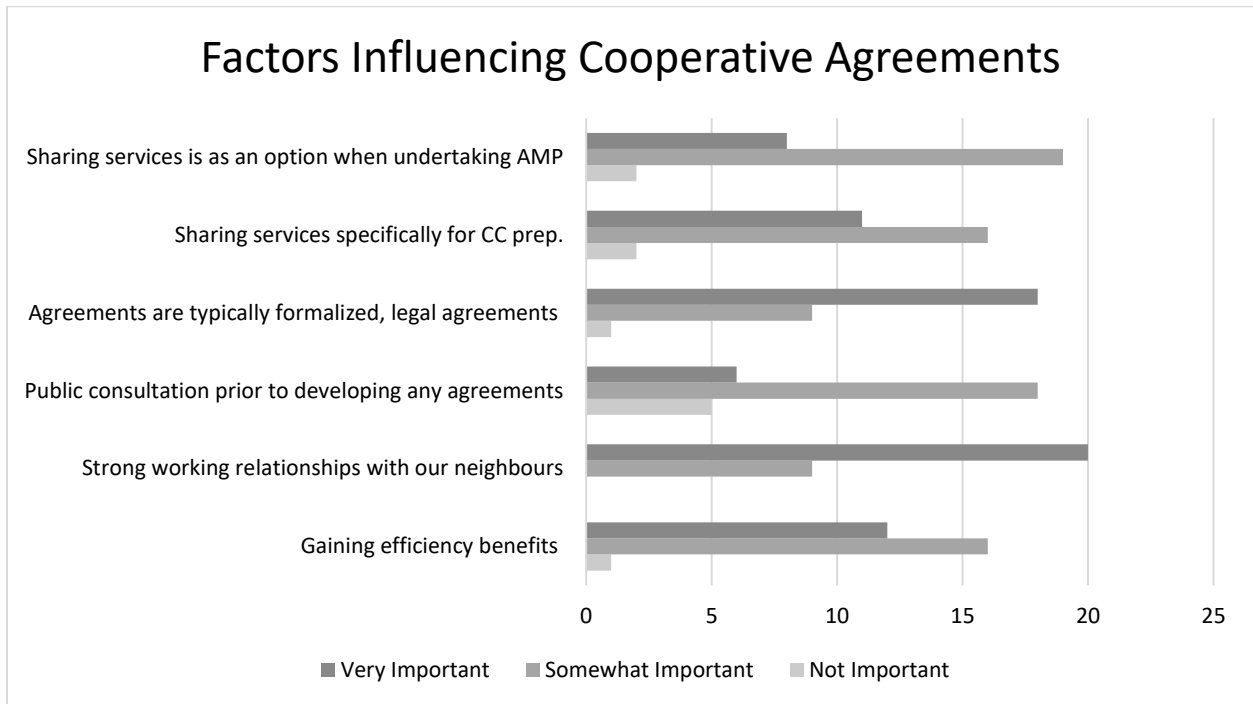 Factors Influencing Cooperative Agreements
Sharing services is as an option when undertaking AMP
Sharing services specifically for CC prep.
Agreements are typically formalized, legal agreements
Public consultation prior to developing any agreements
Strong working relationships with our neighbours
Gaining efficiency benefits
0 5 10 15 20 25
Very Important Somewhat Important Not Important